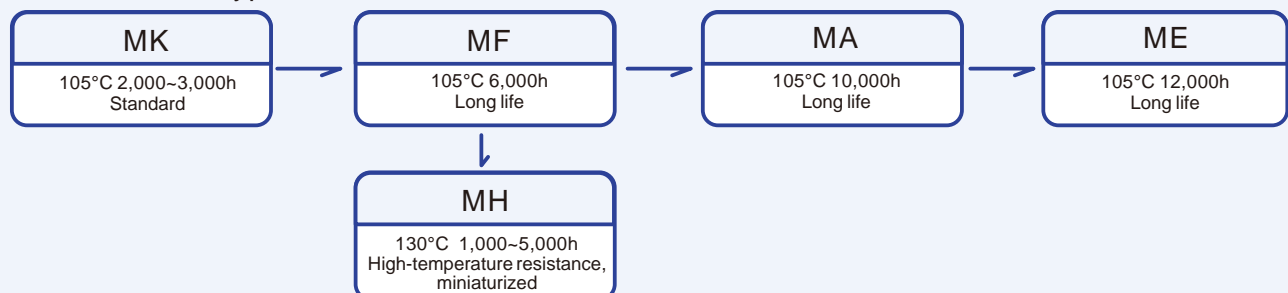 MK
105°C 2,000~3,000h
Standard
MF
105°C 6,000h
Long life
MA
105°C 10,000h
Long life
ME
105°C 12,000h
Long life
MH
130°C 1,000~5,000h
High-temperature resistance,
miniaturized